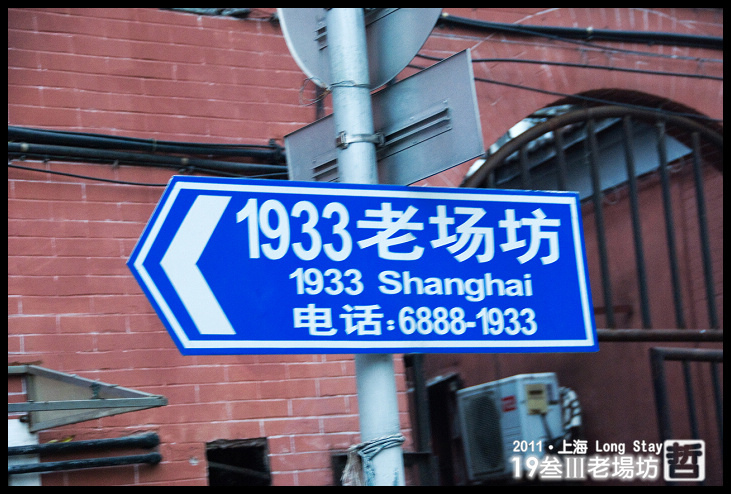 1933老场坊
1933 Shanghai
电话:6888-1933
2011·上海 Long Stay
19叁III老場坊 哲